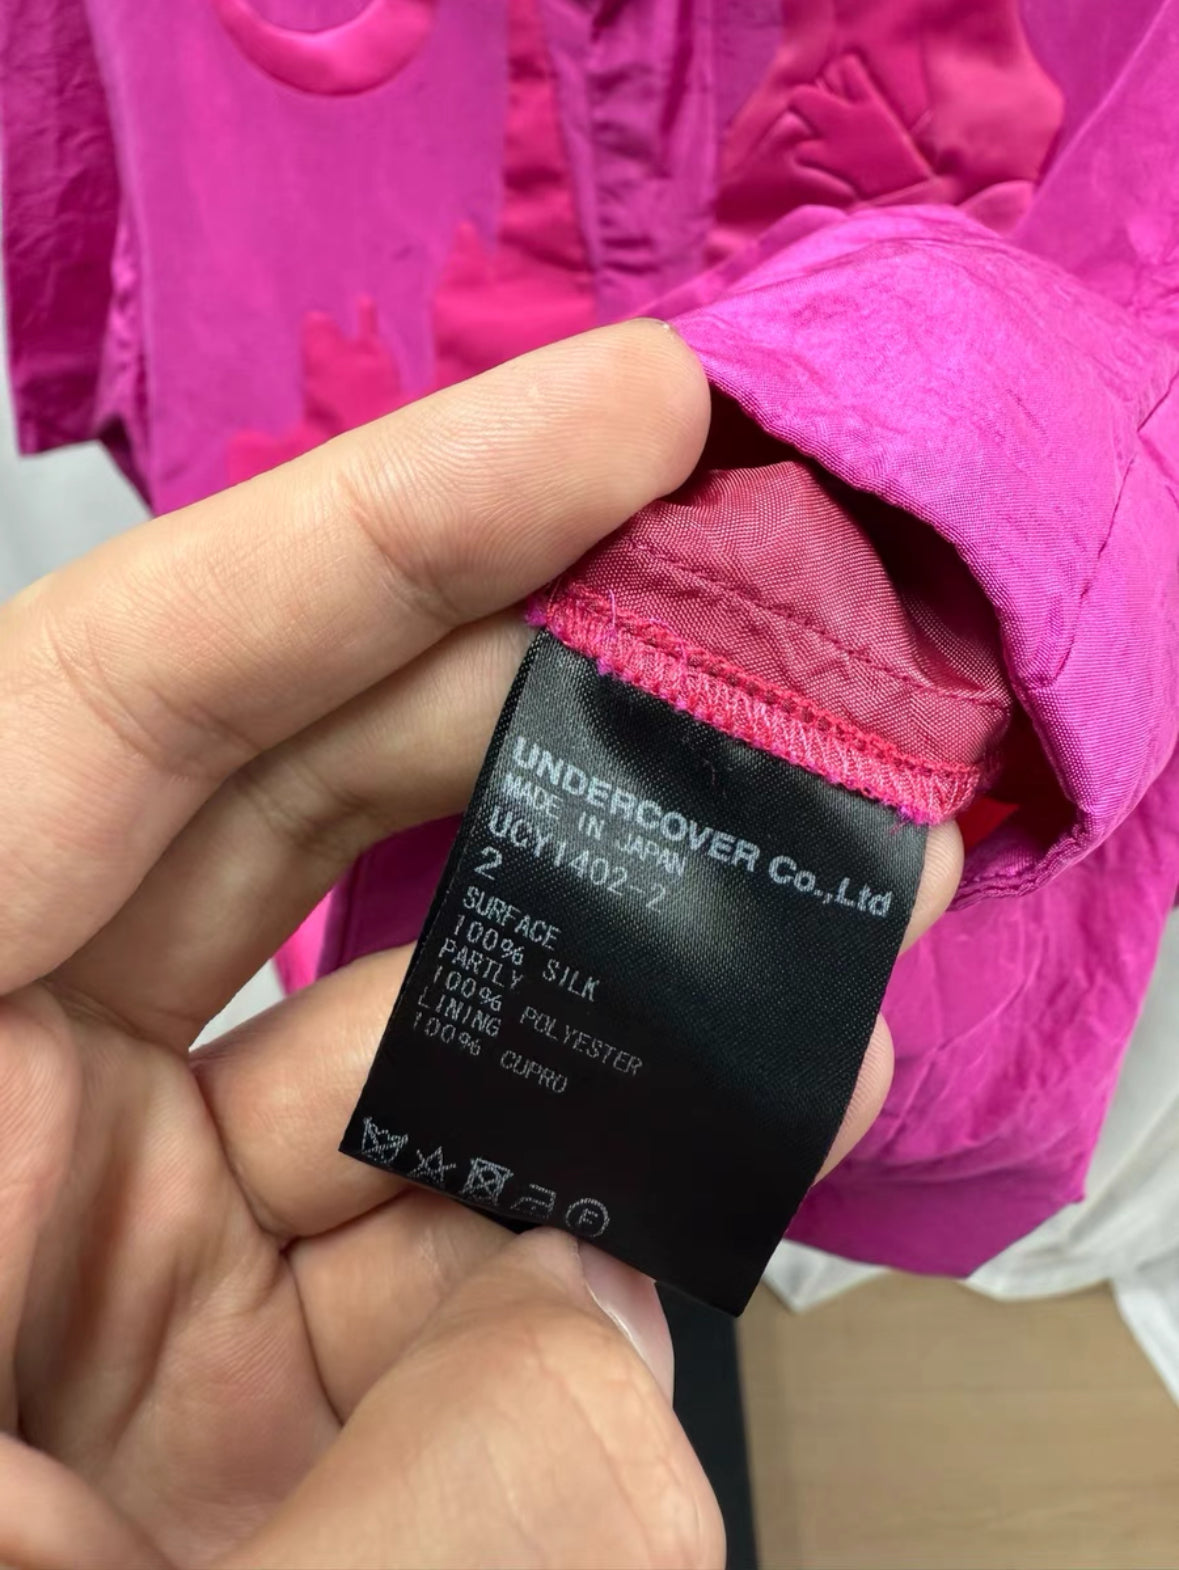 UNDERCOVER Co.,Ltd
MADE IN JAPAN
UCY1402-2
2
SURFACE
100% SILK
PARTLY
100% POLYESTER
LINING
100% CUPRO
F